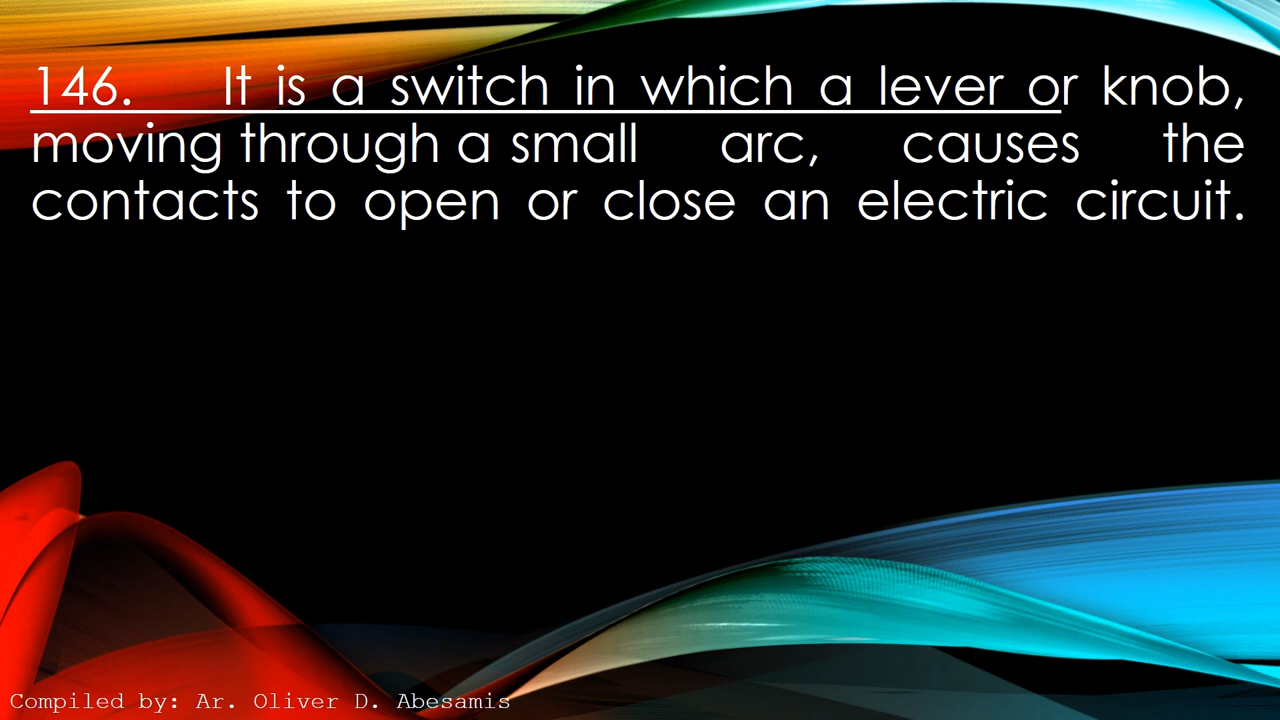 146. It is a switch in which a lever or knob,
moving through a small arc, causes the
contacts to open or close an electric circuit.
Compiled by: Ar. Oliver D. Abesamis